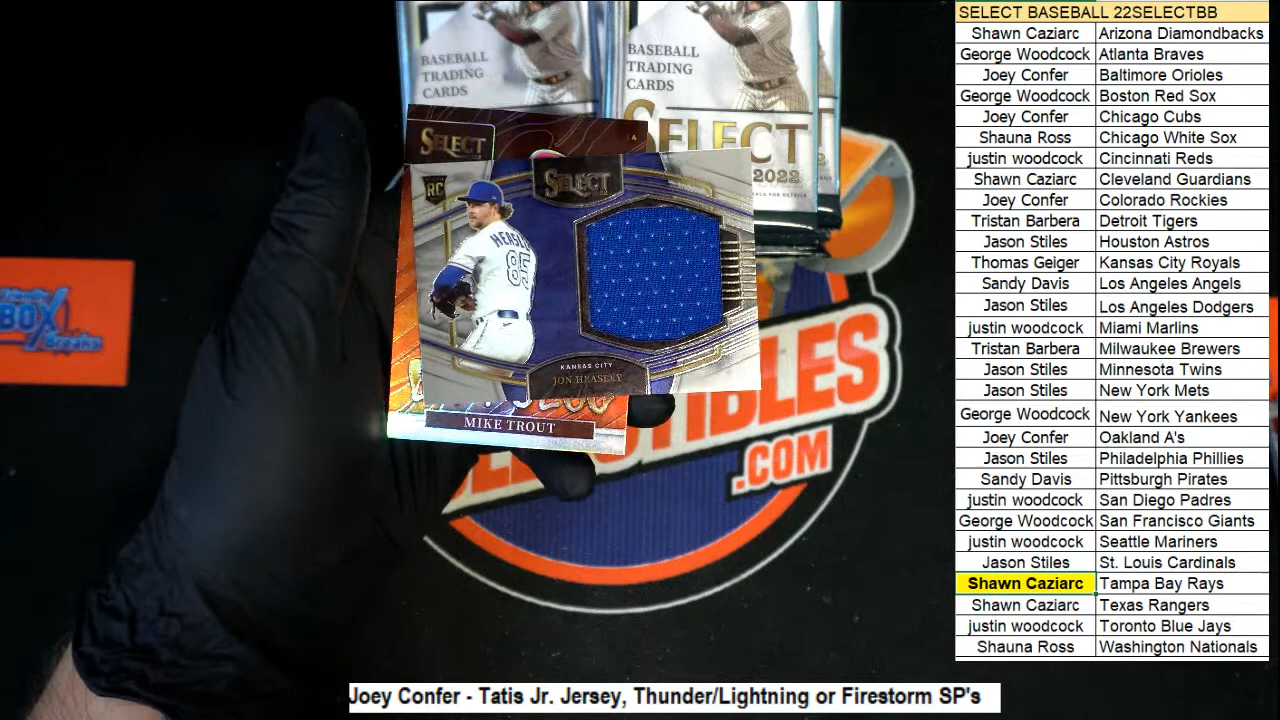 BASEBALL
TRADING
CARDS
BASEBALL
TRADING
CARDS
SELECT
2022
SELECT
RC
SELECT
HEASLEY
85
KANSAS CITY
JON HEASLEY
MIKE TROUT
BOX
Breaks
.COM
SELECT BASEBALL 22SELECTBB
Shawn Caziarc Arizona Diamondbacks
George Woodcock Atlanta Braves
Joey Confer Baltimore Orioles
George Woodcock Boston Red Sox
Joey Confer Chicago Cubs
Shauna Ross Chicago White Sox
justin woodcock Cincinnati Reds
Shawn Caziarc Cleveland Guardians
Joey Confer Colorado Rockies
Tristan Barbera Detroit Tigers
Jason Stiles Houston Astros
Thomas Geiger Kansas City Royals
Sandy Davis Los Angeles Angels
Jason Stiles Los Angeles Dodgers
justin woodcock Miami Marlins
Tristan Barbera Milwaukee Brewers
Jason Stiles Minnesota Twins
Jason Stiles New York Mets
George Woodcock New York Yankees
Joey Confer Oakland A's
Jason Stiles Philadelphia Phillies
Sandy Davis Pittsburgh Pirates
justin woodcock San Diego Padres
George Woodcock San Francisco Giants
justin woodcock Seattle Mariners
Jason Stiles St. Louis Cardinals
Shawn Caziarc Tampa Bay Rays
Shawn Caziarc Texas Rangers
justin woodcock Toronto Blue Jays
Shauna Ross Washington Nationals
Joey Confer - Tatis Jr. Jersey, Thunder/Lightning or Firestorm SP's